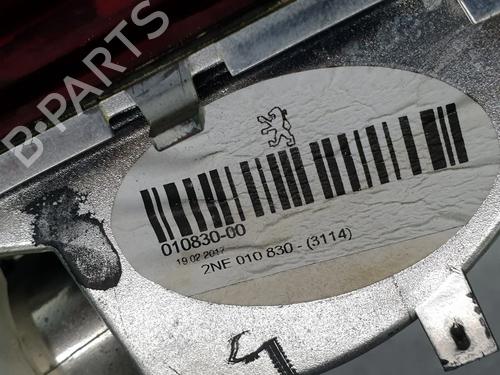 B-PARTS
010830-00
19.02.2017
2NE 010 830 - (3114)